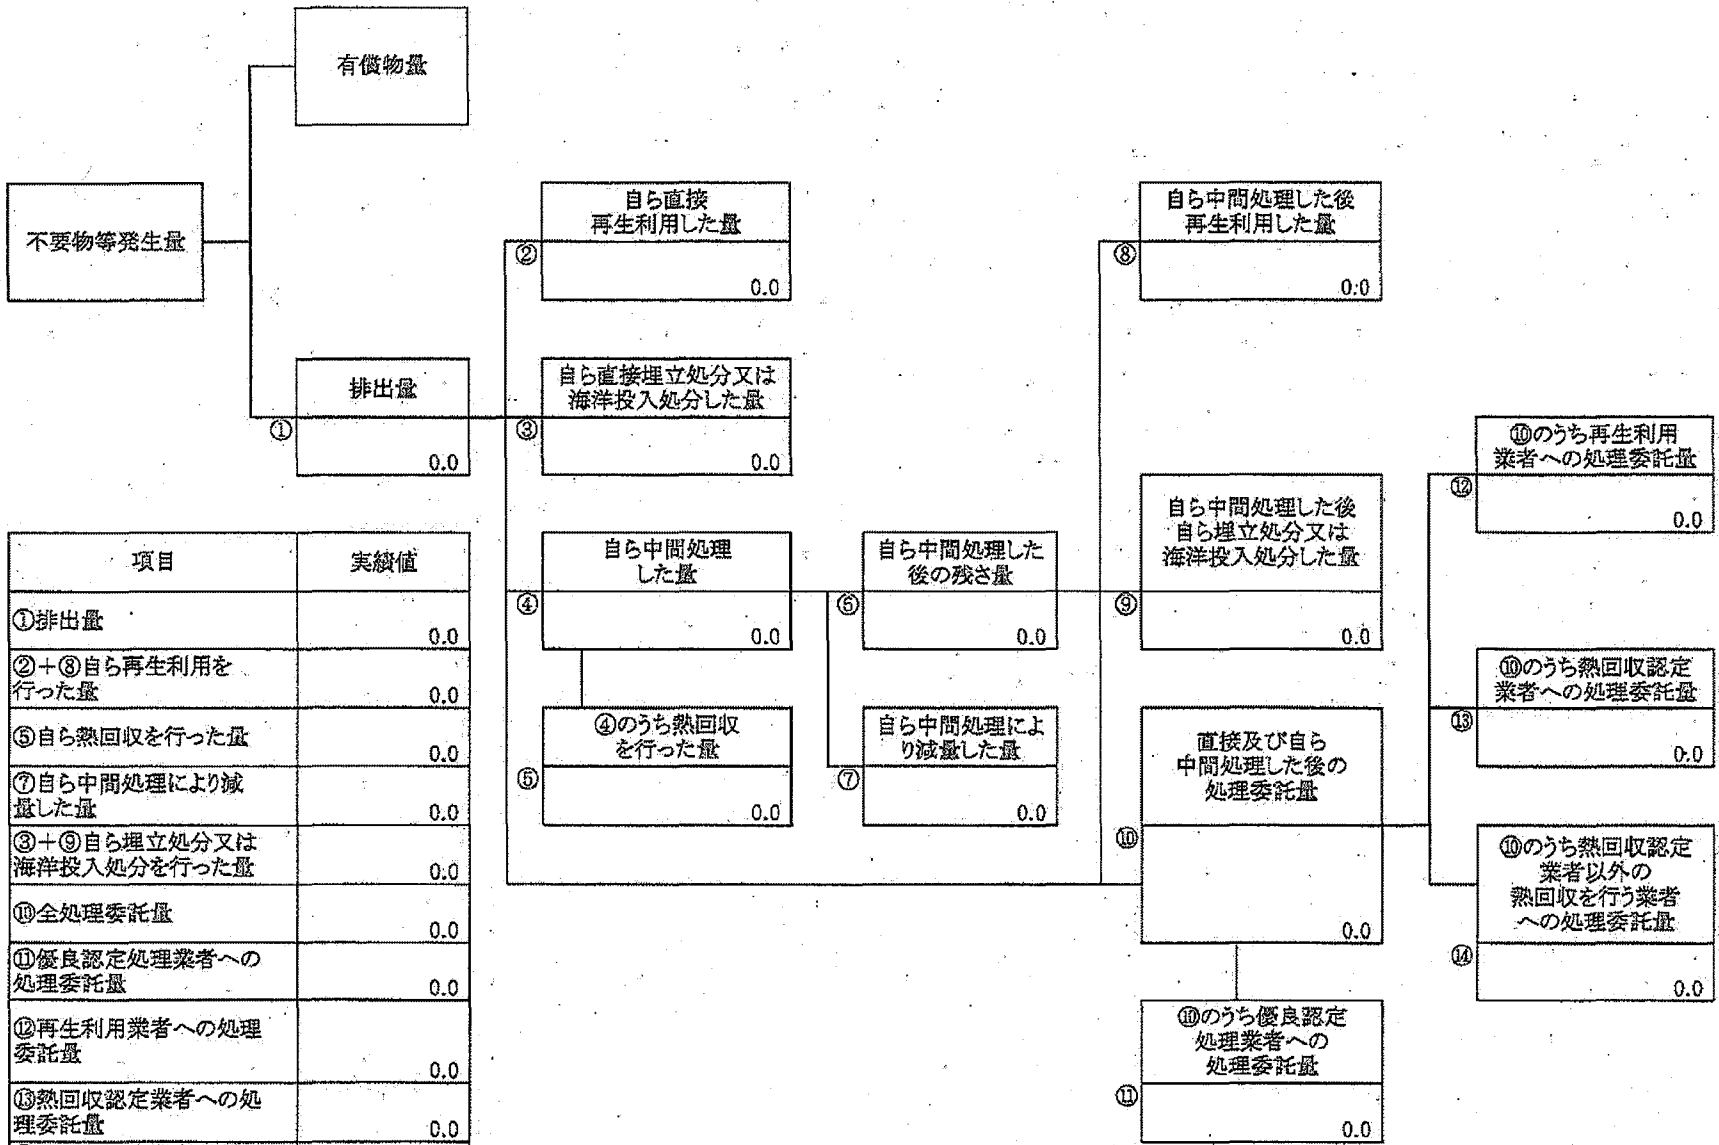 有償物量
不要物等発生量
排出量
①
0.0
自ら直接
再生利用した量
②
0.0
自ら直接埋立処分又は
海洋投入処分した量
③
0.0
自ら中間処理
した量
④
0.0
④のうち熱回収
を行った量
⑤
0.0
自ら中間処理した
後の残さ量
⑥
0.0
自ら中間処理によ
り減量した量
⑦
0.0
自ら中間処理した後
再生利用した量
⑧
0.0
自ら中間処理した後
自ら埋立処分又は
海洋投入処分した量
⑨
0.0
直接及び自ら
中間処理した後の
処理委託量
⑩
0.0
⑩のうち優良認定
処理業者への
処理委託量
⑪
0.0
⑩のうち再生利用
業者への処理委託量
⑫
0.0
⑩のうち熱回収認定
業者への処理委託量
⑬
0.0
⑩のうち熱回収認定
業者以外の
熱回収を行う業者
への処理委託量
⑭
0.0
項目 実績値
①排出量
0.0
②+⑧自ら再生利用を
行った量 0.0
⑤自ら熱回収を行った量
0.0
⑦自ら中間処理により減
量した量 0.0
③+⑨自ら埋立処分又は
海洋投入処分を行った量 0.0
⑩全処理委託量
0.0
⑪優良認定処理業者への
処理委託量 0.0
⑫再生利用業者への処理
委託量
0.0
⑬熱回収認定業者への処
理委託量 0.0